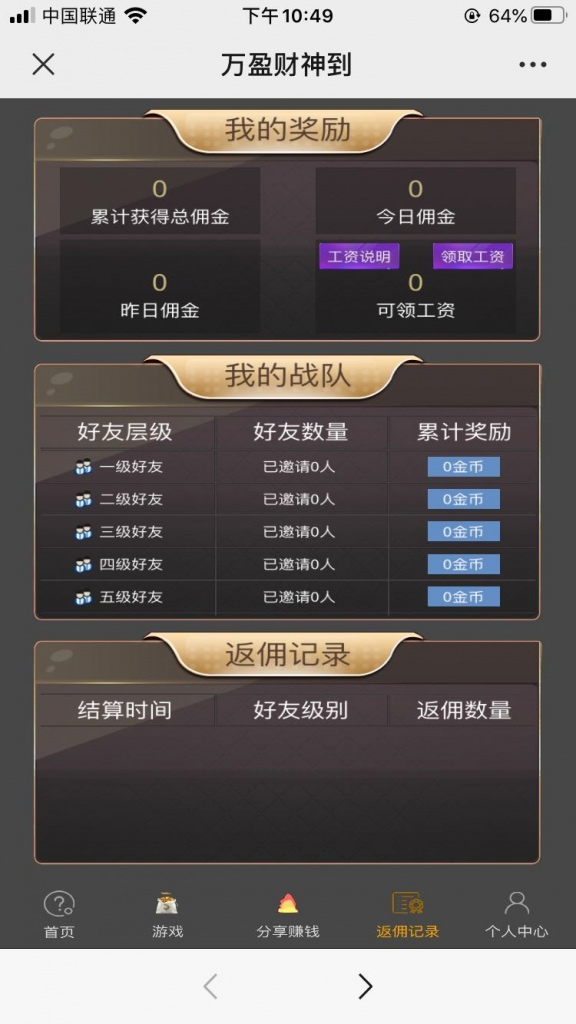 中国联通
下午10:49
64%
万盈财神到
我的奖励
0
累计获得总佣金
0
今日佣金
工资说明
领取工资
0
昨日佣金
0
可领工资
我的战队
好友层级 好友数量 累计奖励
一级好友 已邀请0人 0金币
二级好友 已邀请0人 0金币
三级好友 已邀请0人 0金币
四级好友 已邀请0人 0金币
五级好友 已邀请0人 0金币
返佣记录
结算时间 好友级别 返佣数量
首页 游戏 分享赚钱 返佣记录 个人中心